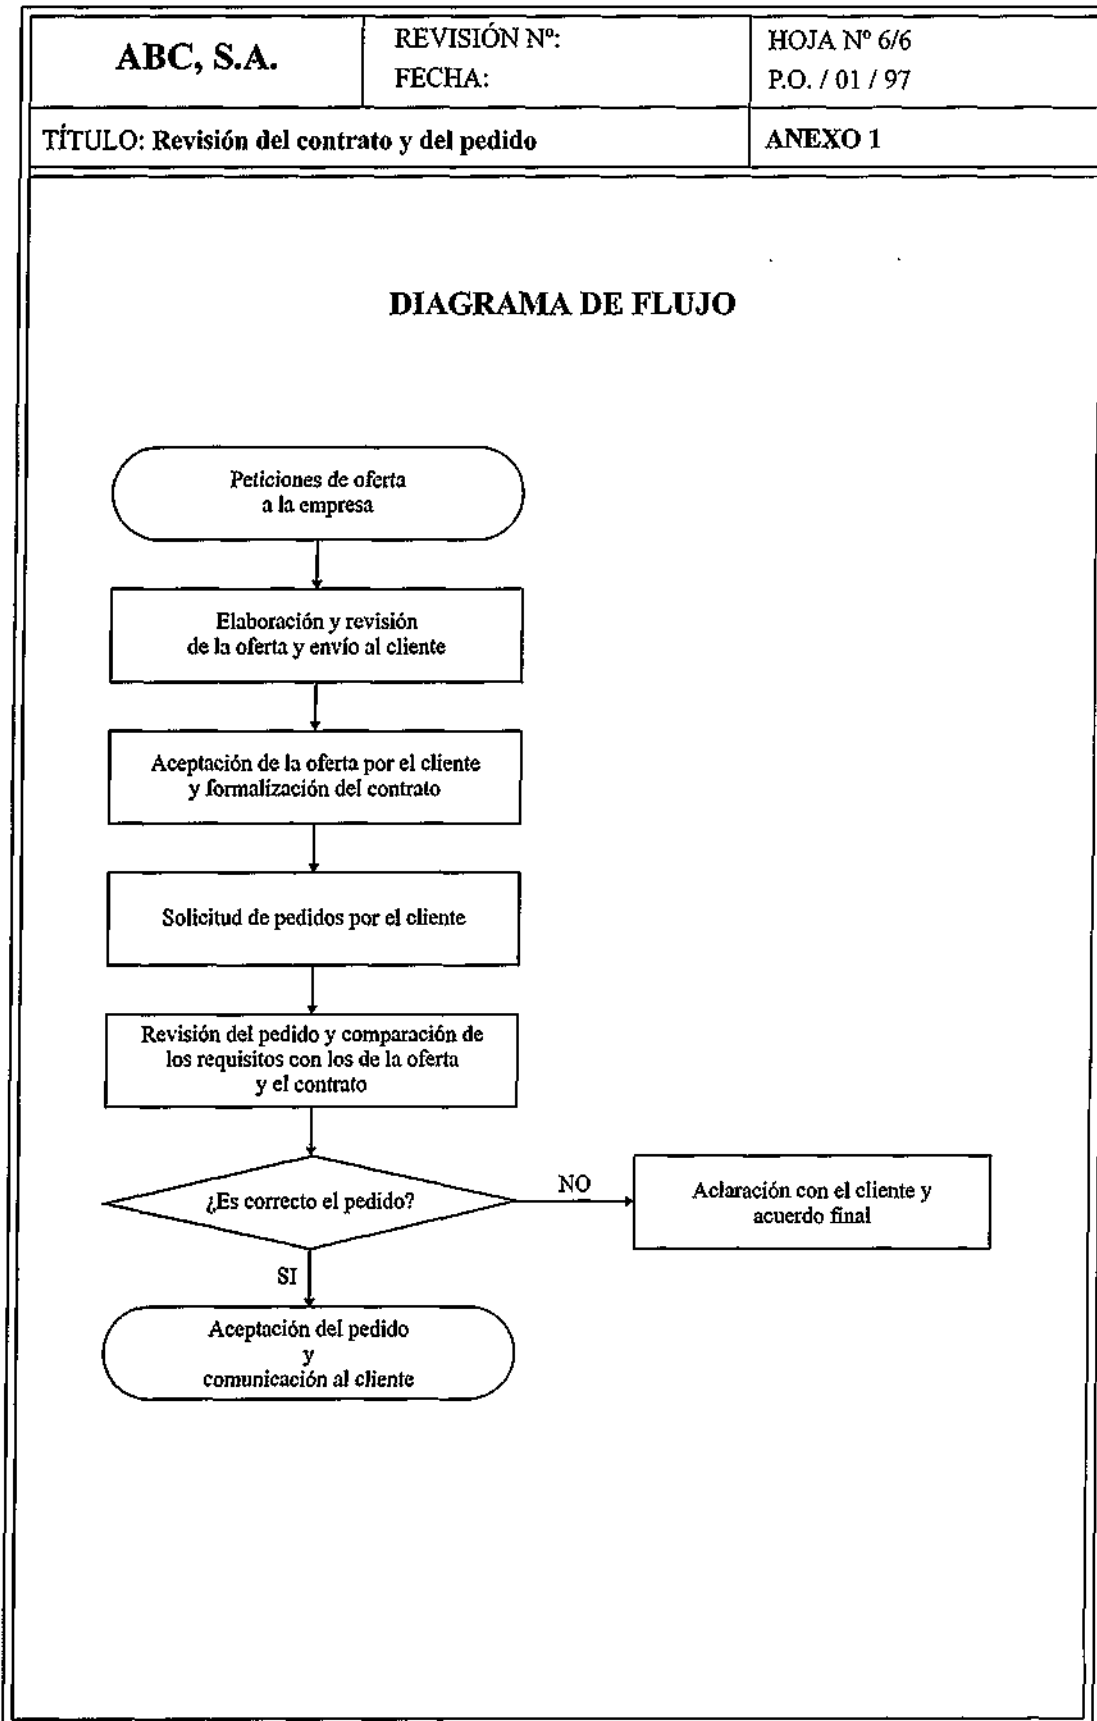 ABC, S.A.
REVISIÓN Nº:
FECHA:
HOJA Nº 6/6
P.O. / 01 / 97
TÍTULO: Revisión del contrato y del pedido
ANEXO 1
DIAGRAMA DE FLUJO
Peticiones de oferta
a la empresa
Elaboración y revisión
de la oferta y envío al cliente
Aceptación de la oferta por el cliente
y formalización del contrato
Solicitud de pedidos por el cliente
Revisión del pedido y comparación de
los requisitos con los de la oferta
y el contrato
¿Es correcto el pedido?
NO
Aclaración con el cliente y
acuerdo final
SI
Aceptación del pedido
y
comunicación al cliente